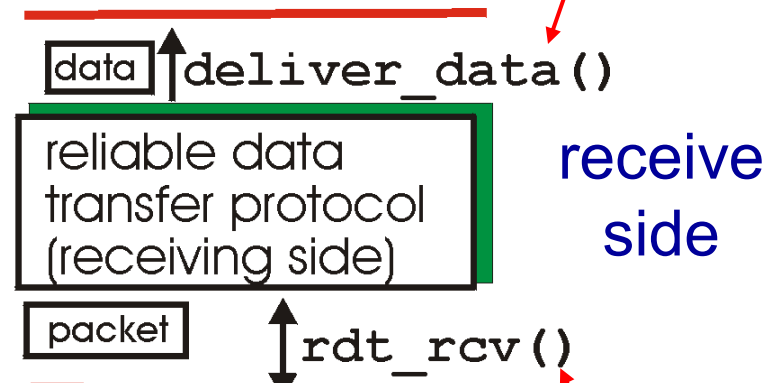 data deliver_data()
reliable data
transfer protocol
(receiving side)
receive
side
packet rdt_rcv()